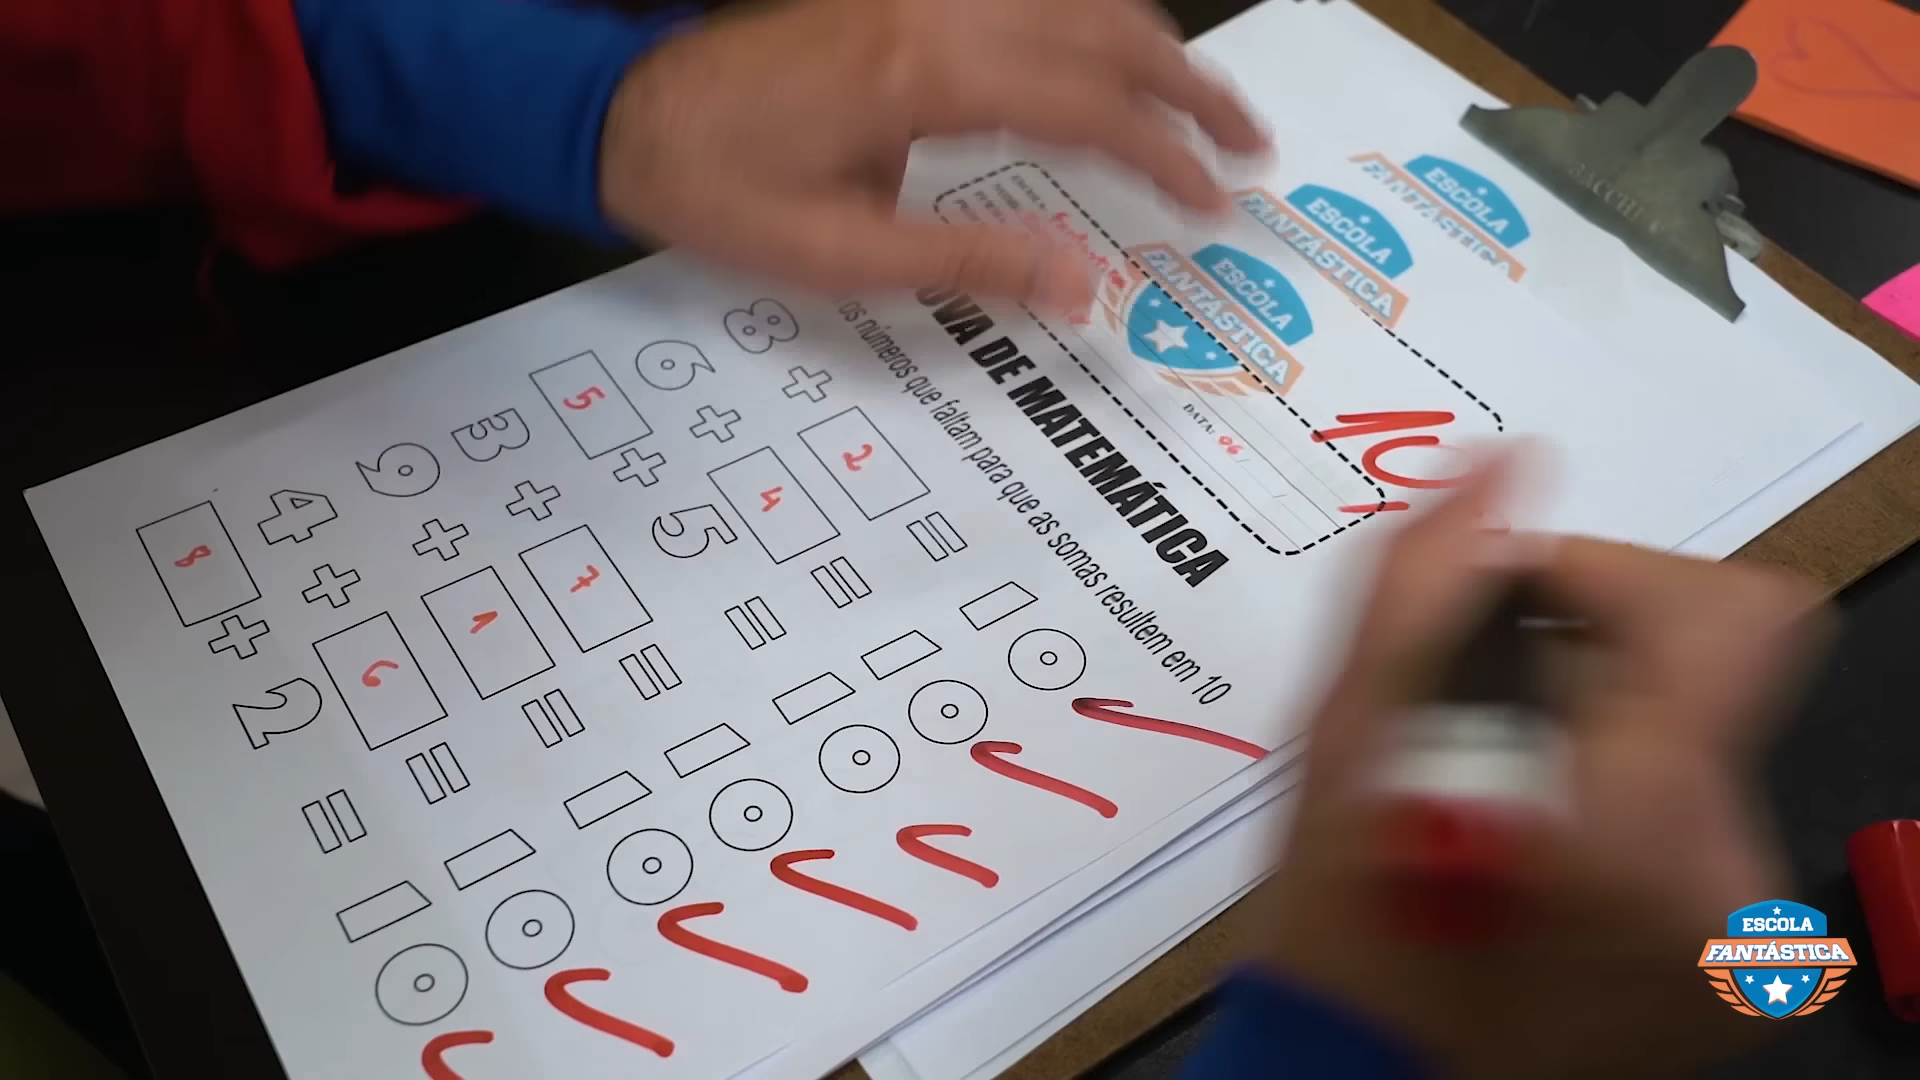 ESCOLA
FANTÁSTICA
ESCOLA
FANTÁSTICA
ESCOLA
FANTÁSTICA
DATA: 06/ /
10
DE MATEMÁTICA
os números que faltam para que as somas resultem em 10
8 + 2 = 10
6 + 4 = 10
5 + 5 = 10
3 + 7 = 10
9 + 1 = 10
4 + 6 = 10
8 + 2 = 10
ESCOLA
FANTÁSTICA